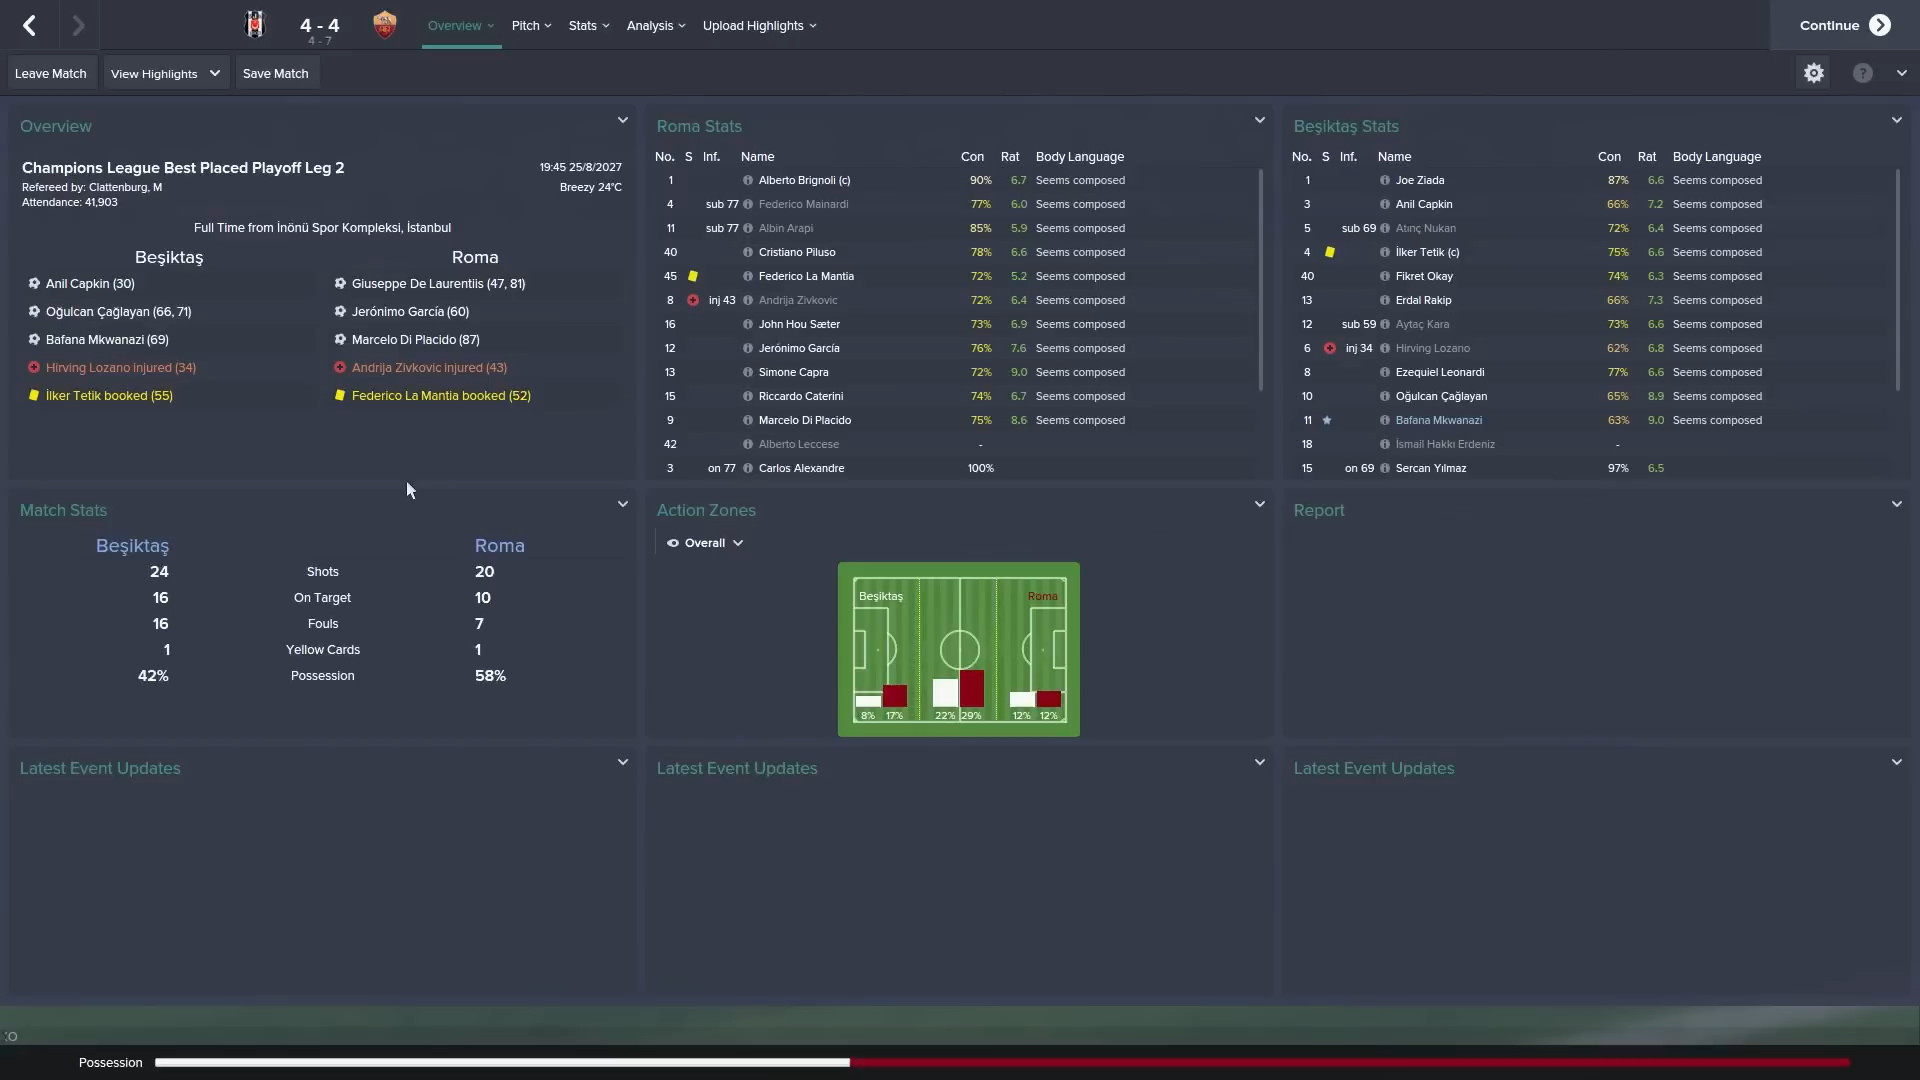 4 - 4
4 - 7
Overview
Pitch
Stats
Analysis
Upload Highlights
Continue
Leave Match
View Highlights
Save Match
?
Overview
Champions League Best Placed Playoff Leg 2
19:45 25/8/2027
Refereed by: Clattenburg, M
Breezy 24°C
Attendance: 41,903
Full Time from İnönü Spor Kompleksi, İstanbul
Beşiktaş Roma
Anil Capkin (30) Giuseppe De Laurentiis (47, 81)
Oğulcan Çağlayan (66, 71) Jerónimo García (60)
Bafana Mkwanazi (69) Marcelo Di Placido (87)
Hirving Lozano injured (34) Andrija Zivkovic injured (43)
İlker Tetik booked (55) Federico La Mantia booked (52)
Roma Stats
No. S Inf. Name Con Rat Body Language
1 Alberto Brignoli (c) 90% 6.7 Seems composed
4 sub 77 Federico Mainardi 77% 6.0 Seems composed
11 sub 77 Albin Arapi 85% 5.9 Seems composed
40 Cristiano Piluso 78% 6.6 Seems composed
45 Federico La Mantia 72% 5.2 Seems composed
8 inj 43 Andrija Zivkovic 72% 6.4 Seems composed
16 John Hou Sæter 73% 6.9 Seems composed
12 Jerónimo García 76% 7.6 Seems composed
13 Simone Capra 72% 9.0 Seems composed
15 Riccardo Caterini 74% 6.7 Seems composed
9 Marcelo Di Placido 75% 8.6 Seems composed
42 Alberto Leccese -
3 on 77 Carlos Alexandre 100%
Beşiktaş Stats
No. S Inf. Name Con Rat Body Language
1 Joe Ziada 87% 6.6 Seems composed
3 Anil Capkin 66% 7.2 Seems composed
5 sub 69 Atınç Nukan 72% 6.4 Seems composed
4 İlker Tetik (c) 75% 6.6 Seems composed
40 Fikret Okay 74% 6.3 Seems composed
13 Erdal Rakip 66% 7.3 Seems composed
12 sub 59 Aytaç Kara 73% 6.6 Seems composed
6 inj 34 Hirving Lozano 62% 6.8 Seems composed
8 Ezequiel Leonardi 77% 6.6 Seems composed
10 Oğulcan Çağlayan 65% 8.9 Seems composed
11 Bafana Mkwanazi 63% 9.0 Seems composed
18 İsmail Hakkı Erdeniz -
15 on 69 Sercan Yılmaz 97% 6.5
Match Stats
Beşiktaş Roma
24 Shots 20
16 On Target 10
16 Fouls 7
1 Yellow Cards 1
42% Possession 58%
Action Zones
Overall
Beşiktaş Roma
8% 17% 22% 29% 12% 12%
Report
Latest Event Updates
Latest Event Updates
Latest Event Updates
Possession